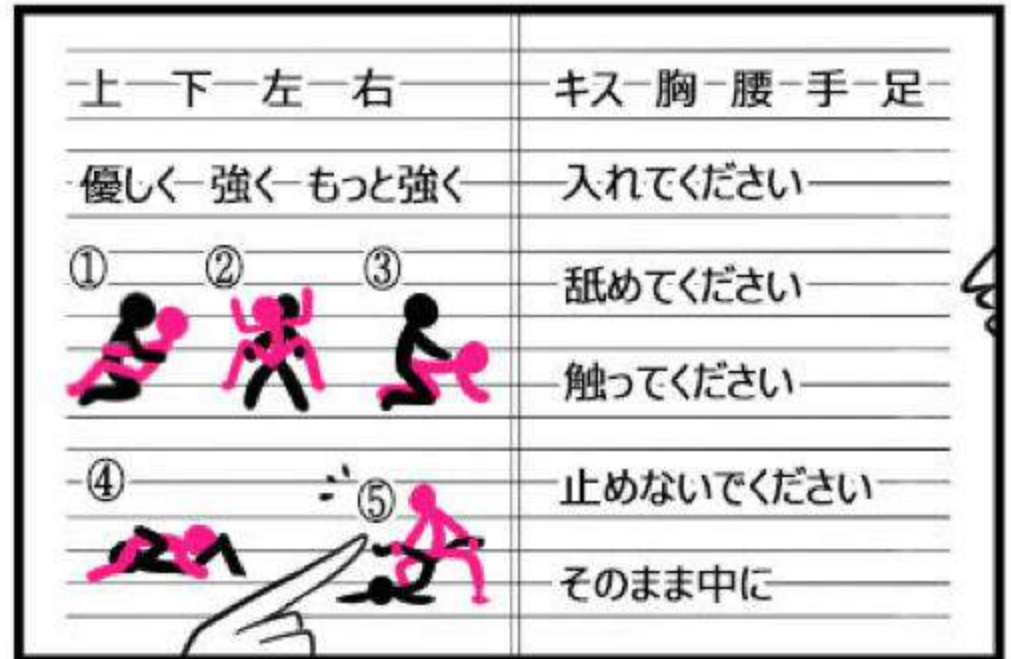 上 下 左 右
優しく 強く もっと強く
① ② ③
④ ⑤
キス 胸 腰 手 足
入れてください
舐めてください
触ってください
止めないでください
そのまま中に